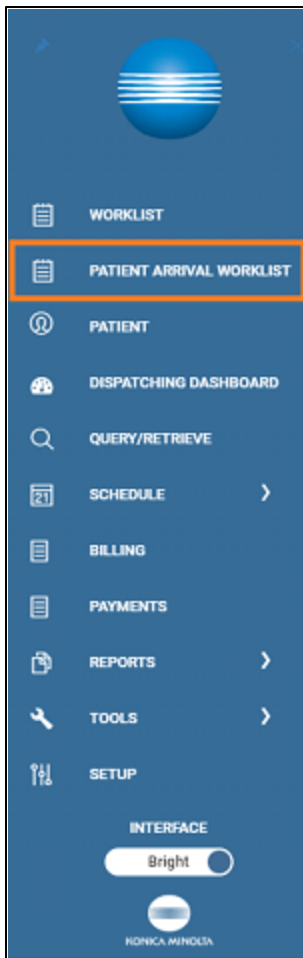 WORKLIST
PATIENT ARRIVAL WORKLIST
PATIENT
DISPATCHING DASHBOARD
QUERY/RETRIEVE
21 SCHEDULE
BILLING
PAYMENTS
REPORTS
TOOLS
SETUP
INTERFACE
Bright
KONICA MINOLTA